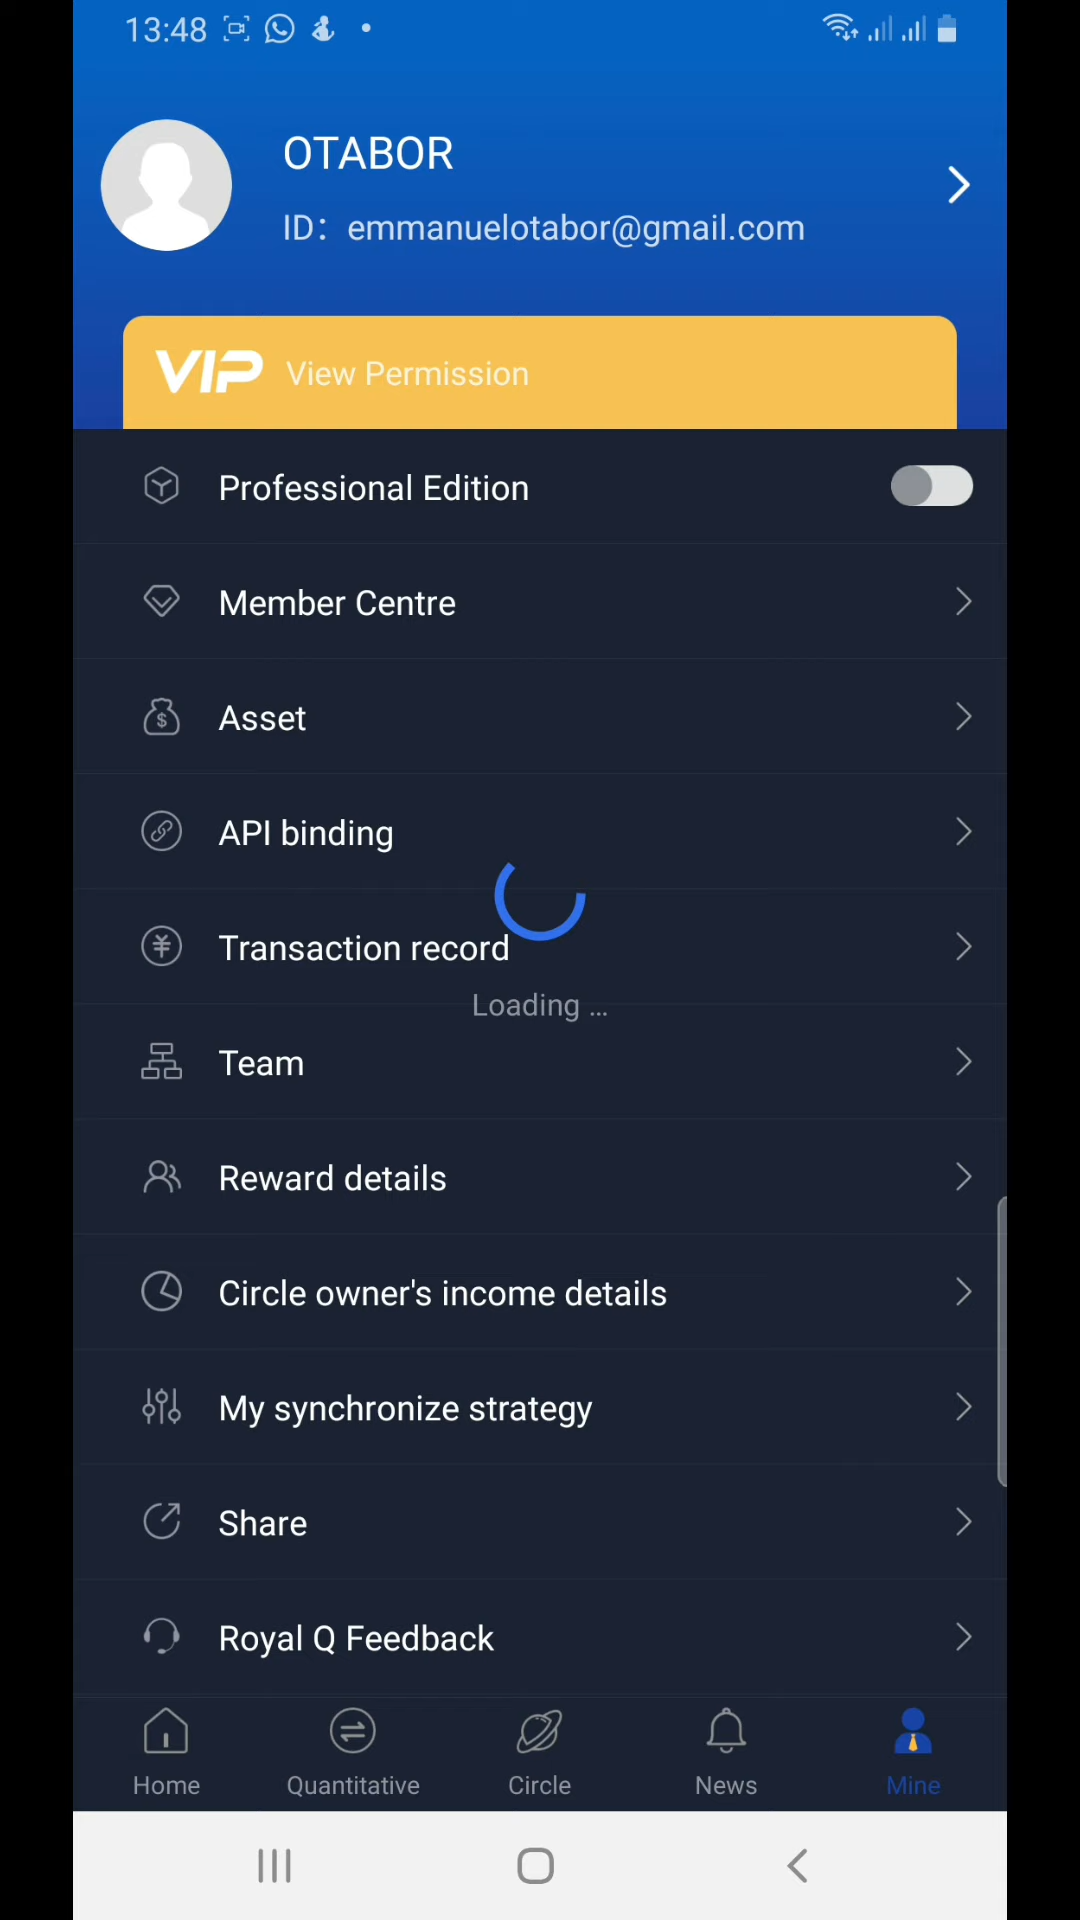 13:48
OTABOR
ID: emmanuelotabor@gmail.com
VIP View Permission
Professional Edition
Member Centre
Asset
API binding
Transaction record
Loading ...
Team
Reward details
Circle owner's income details
My synchronize strategy
Share
Royal Q Feedback
Home Quantitative Circle News Mine